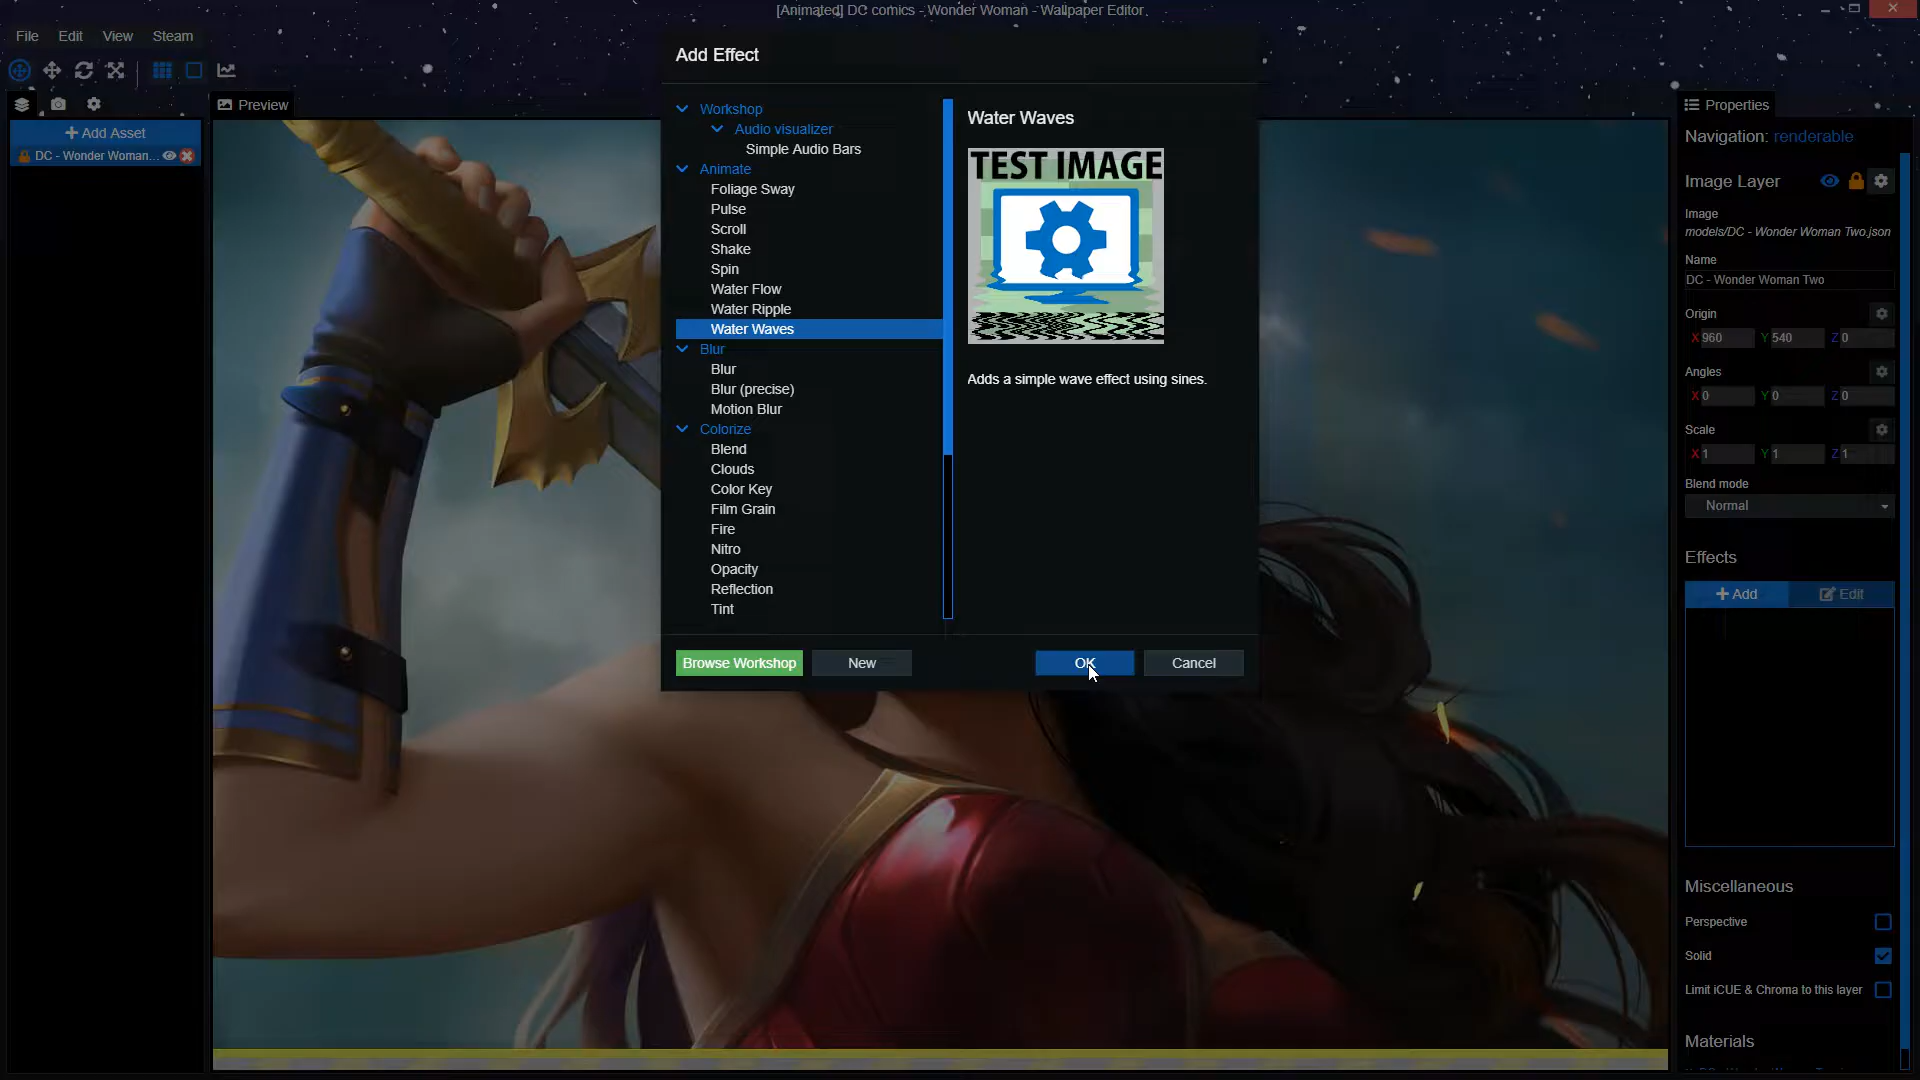 [Animated] DC comics - Wonder Woman - Wallpaper Editor
File Edit View Steam
Add Effect
Preview
Properties
Add Asset
DC - Wonder Woman...
Workshop
Audio visualizer
Simple Audio Bars
Animate
Foliage Sway
Pulse
Scroll
Shake
Spin
Water Flow
Water Ripple
Water Waves
Blur
Blur
Blur (precise)
Motion Blur
Colorize
Blend
Clouds
Color Key
Film Grain
Fire
Nitro
Opacity
Reflection
Tint
Water Waves
TEST IMAGE
Adds a simple wave effect using sines.
Browse Workshop
New
OK
Cancel
Navigation: renderable
Image Layer
Image
models/DC - Wonder Woman Two.json
Name
DC - Wonder Woman Two
Origin
X 960 Y 540 Z 0
Angles
X 0 Y 0 Z 0
Scale
X 1 Y 1 Z 1
Blend mode
Normal
Effects
Add Edit
Miscellaneous
Perspective
Solid
Limit iCUE & Chroma to this layer
Materials